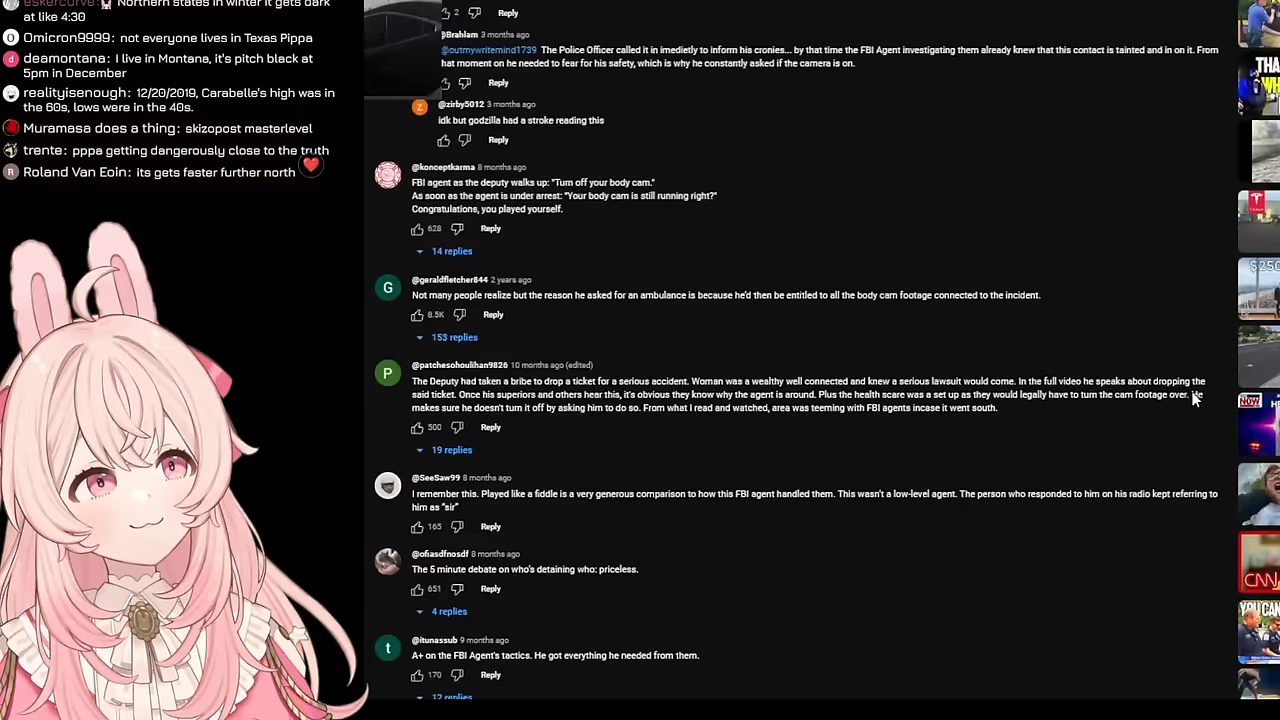 eskercurve: Northern states in winter it gets dark
at like 4:30
Omicron9999: not everyone lives in Texas Pippa
deamontana: I live in Montana, it's pitch black at
5pm in December
realityisenough: 12/20/2019, Carabelle's high was in
the 60s, lows were in the 40s.
Muramasa does a thing: skizopost masterlevel
trente: pppa getting dangerously close to the truth
Roland Van Eoin: its gets faster further north
2 Reply
@Brahlam 3 months ago
@outmywritemind1739 The Police Officer called it in imedietly to inform his cronies... by that time the FBI Agent investigating them already knew that this contact is tainted and in on it. From
hat moment on he needed to fear for his safety, which is why he constantly asked if the camera is on.
Reply
Z
@zirby5012 3 months ago
idk but godzilla had a stroke reading this
Reply
@konceptkarma 8 months ago
FBI agent as the deputy walks up: "Turn off your body cam."
As soon as the agent is under arrest: "Your body cam is still running right?"
Congratulations, you played yourself.
628 Reply
14 replies
G
@geraldfletcher844 2 years ago
Not many people realize but the reason he asked for an ambulance is because he'd then be entitled to all the body cam footage connected to the incident.
8.5K Reply
153 replies
P
@patchesohoulihan9826 10 months ago (edited)
The Deputy had taken a bribe to drop a ticket for a serious accident. Woman was a wealthy well connected and knew a serious lawsuit would come. In the full video he speaks about dropping the
said ticket. Once his superiors and others hear this, it's obvious they know why the agent is around. Plus the health scare was a set up as they would legally have to turn the cam footage over. He
makes sure he doesn't turn it off by asking him to do so. From what I read and watched, area was teeming with FBI agents incase it went south.
500 Reply
19 replies
@SeeSaw99 8 months ago
I remember this. Played like a fiddle is a very generous comparison to how this FBI agent handled them. This wasn't a low-level agent. The person who responded to him on his radio kept referring to
him as "sir"
165 Reply
@ofiasdfnosdf 8 months ago
The 5 minute debate on who's detaining who: priceless.
651 Reply
4 replies
t
@itunassub 9 months ago
A+ on the FBI Agent's tactics. He got everything he needed from them.
170 Reply
12 replies
THA
WH
$250
NOW
HE
CNN
YOU CAN